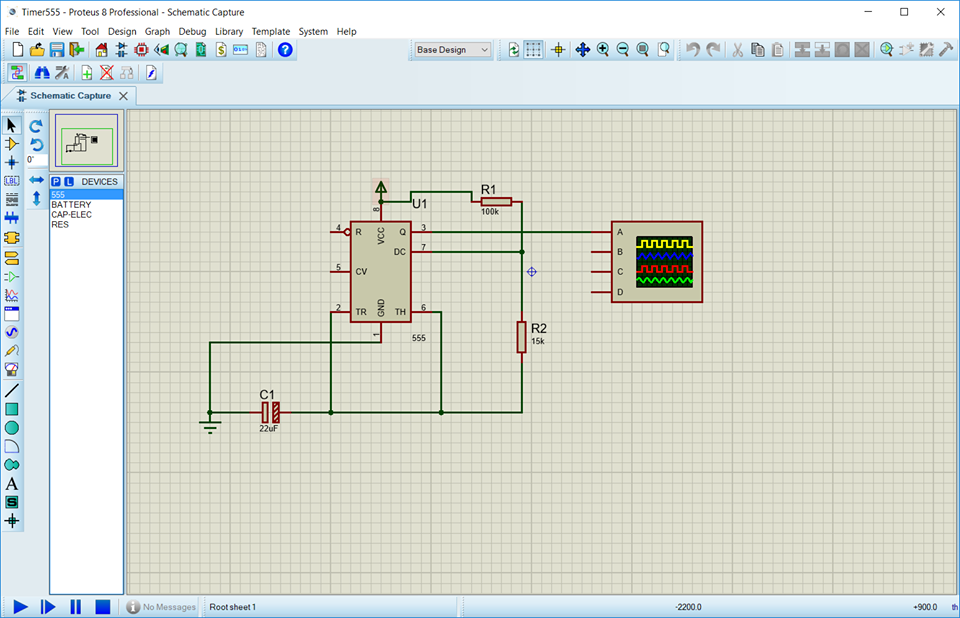 Timer555 - Proteus 8 Professional - Schematic Capture
File Edit View Tool Design Graph Debug Library Template System Help
Base Design
Schematic Capture
0°
P L DEVICES
555
BATTERY
CAP-ELEC
RES
LBL
A
S
R1
100k
U1
8
4 R VCC Q 3
DC 7
5 CV
2 TR GND TH 6
1
555
A
B
C
D
R2
15k
C1
22uF
No Messages Root sheet 1 -2200.0 +900.0 th